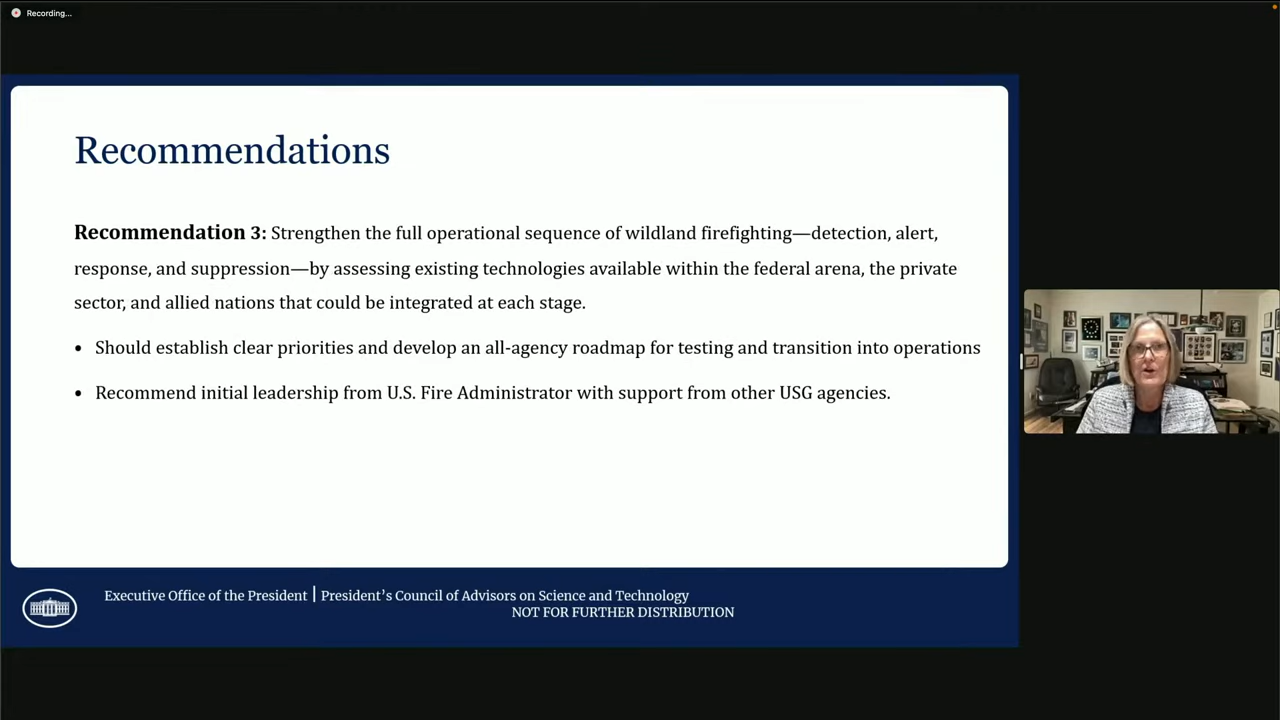 Recording...
Recommendations
Recommendation 3: Strengthen the full operational sequence of wildland firefighting—detection, alert,
response, and suppression—by assessing existing technologies available within the federal arena, the private
sector, and allied nations that could be integrated at each stage.
• Should establish clear priorities and develop an all-agency roadmap for testing and transition into operations
• Recommend initial leadership from U.S. Fire Administrator with support from other USG agencies.
Executive Office of the President | President’s Council of Advisors on Science and Technology
NOT FOR FURTHER DISTRIBUTION